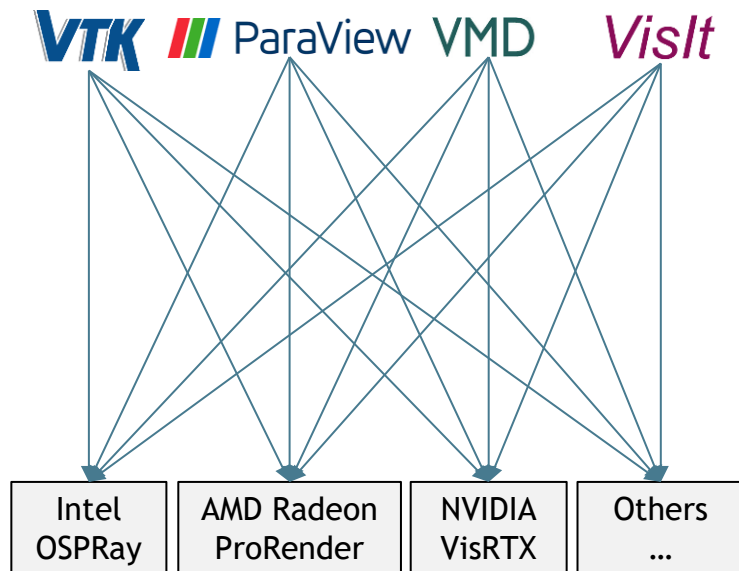 VTK ParaView VMD VisIt
Intel
OSPRay
AMD Radeon
ProRender
NVIDIA
VisRTX
Others
...